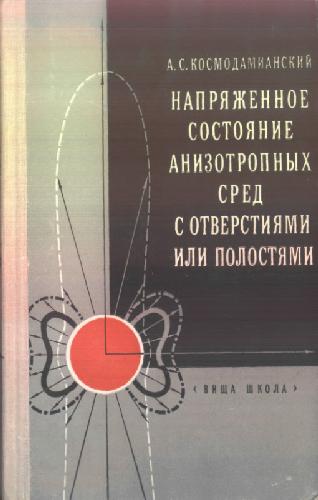 А. С. КОСМОДАМИАНСКИЙ
НАПРЯЖЕННОЕ
СОСТОЯНИЕ
АНИЗОТРОПНЫХ
СРЕД
С ОТВЕРСТИЯМИ
ИЛИ ПОЛОСТЯМИ
«ВИЩА ШКОЛА»